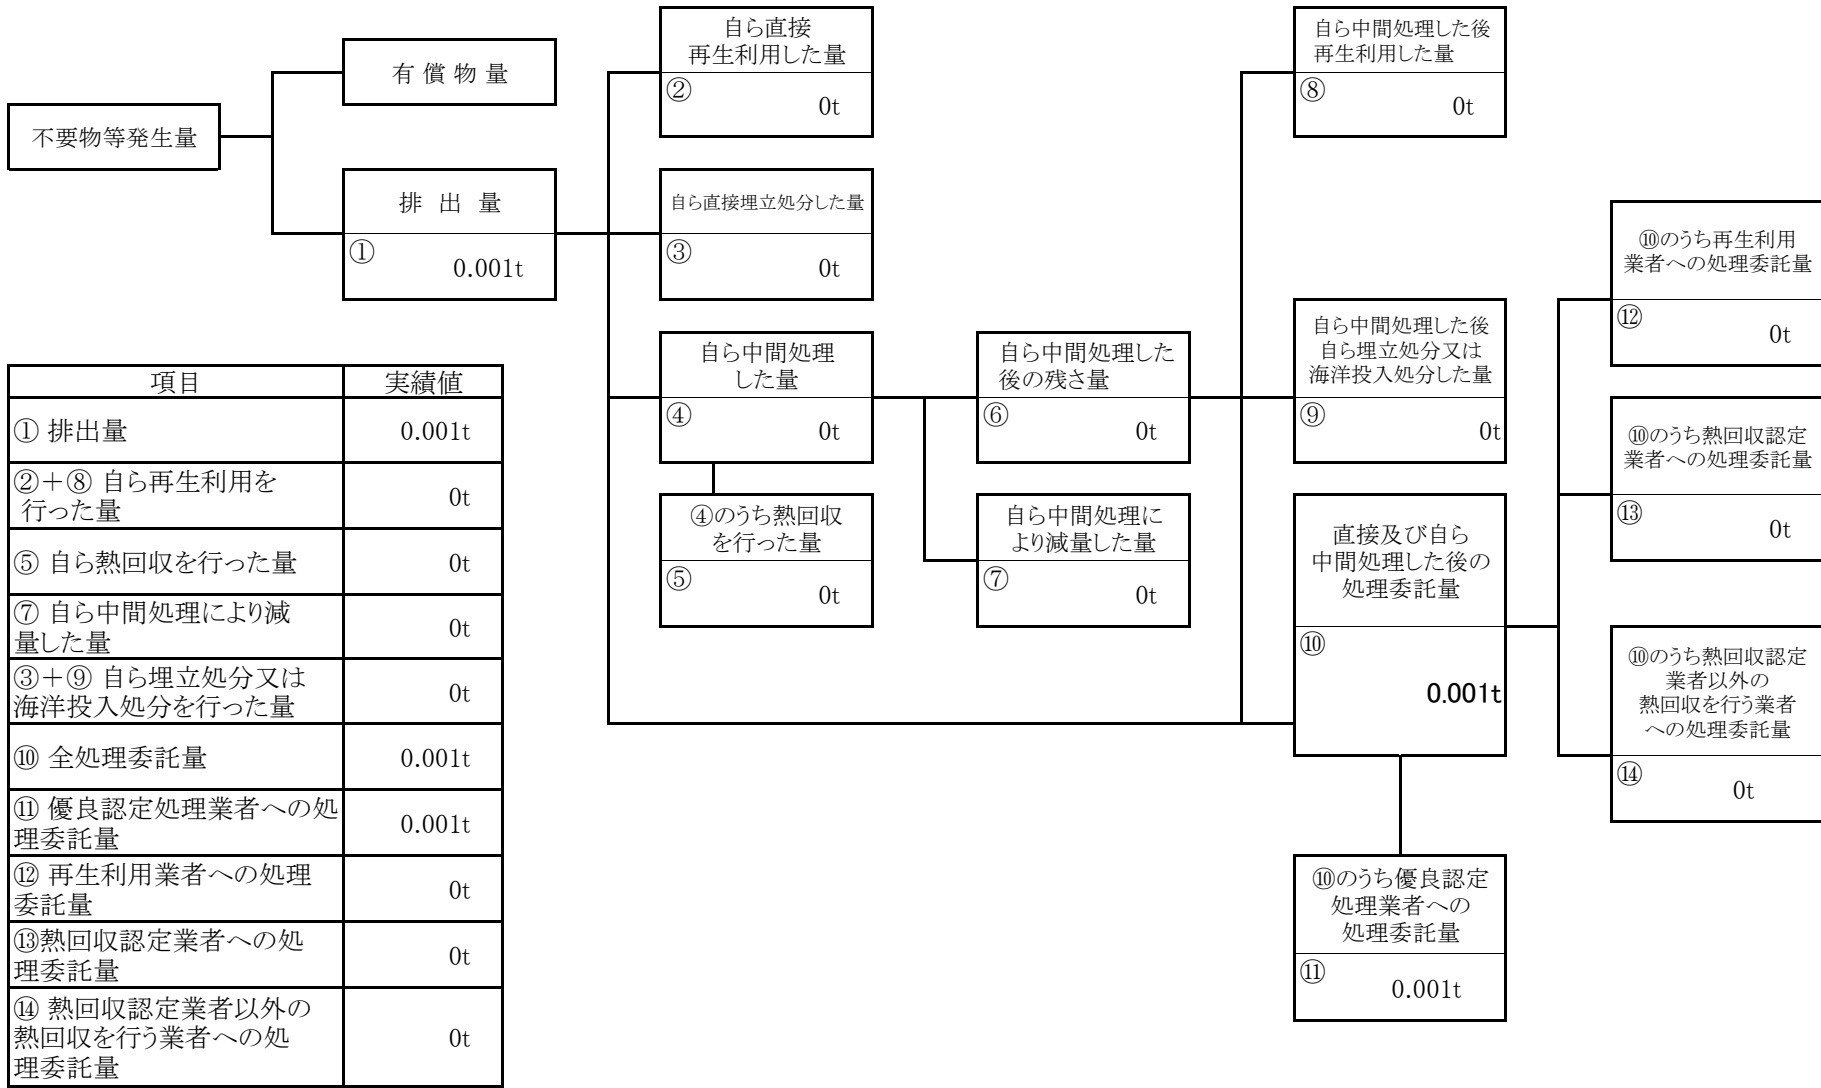 不要物等発生量
有 償 物 量
排 出 量
①
0.001t
自ら直接
再生利用した量
②
0t
自ら直接埋立処分した量
③
0t
自ら中間処理
した量
④
0t
④のうち熱回収
を行った量
⑤
0t
自ら中間処理した
後の残さ量
⑥
0t
自ら中間処理に
より減量した量
⑦
0t
自ら中間処理した後
再生利用した量
⑧
0t
自ら中間処理した後
自ら埋立処分又は
海洋投入処分した量
⑨
0t
直接及び自ら
中間処理した後の
処理委託量
⑩
0.001t
⑩のうち優良認定
処理業者への
処理委託量
⑪
0.001t
⑩のうち再生利用
業者への処理委託量
⑫
0t
⑩のうち熱回収認定
業者への処理委託量
⑬
0t
⑩のうち熱回収認定
業者以外の
熱回収を行う業者
への処理委託量
⑭
0t
項目 実績値
① 排出量 0.001t
②＋⑧ 自ら再生利用を
行った量 0t
⑤ 自ら熱回収を行った量 0t
⑦ 自ら中間処理により減
量した量 0t
③＋⑨ 自ら埋立処分又は
海洋投入処分を行った量 0t
⑩ 全処理委託量 0.001t
⑪ 優良認定処理業者への処
理委託量 0.001t
⑫ 再生利用業者への処理
委託量 0t
⑬熱回収認定業者への処
理委託量 0t
⑭ 熱回収認定業者以外の
熱回収を行う業者への処
理委託量 0t